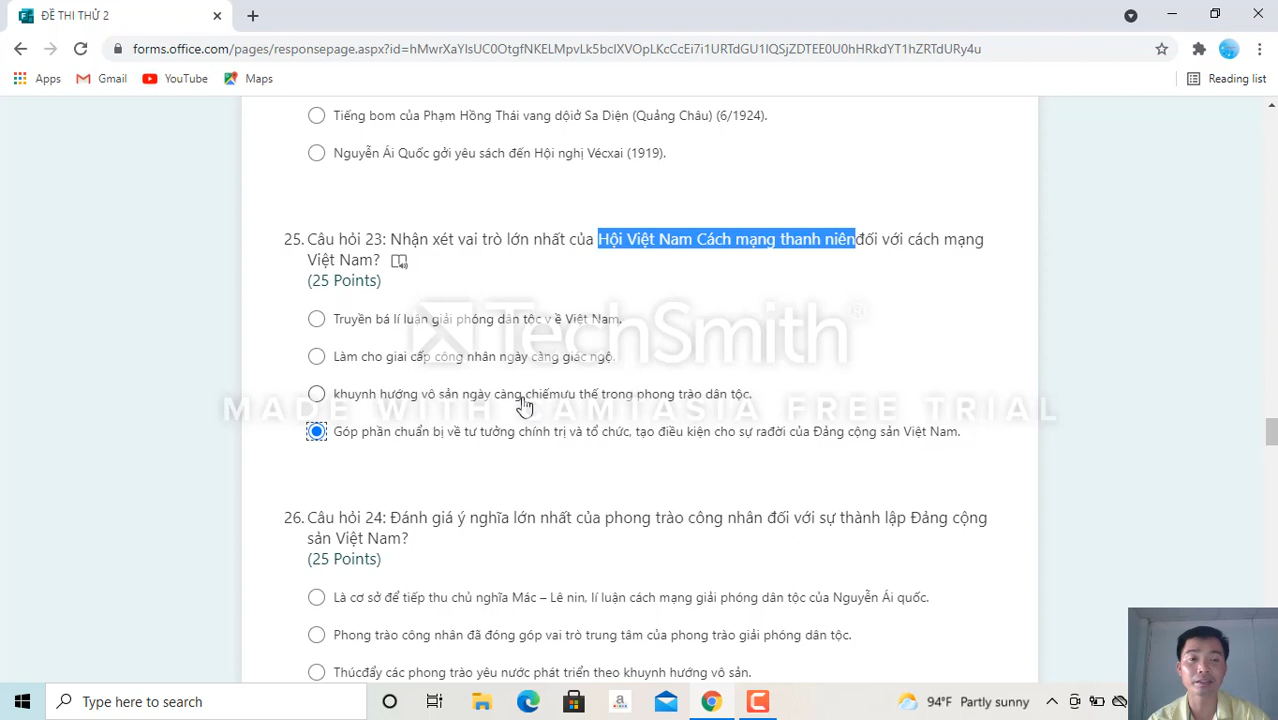 ĐỀ THI THỬ 2
forms.office.com/pages/responsepage.aspx?id=hMwrXaYIsUC0OtgfNKELMpvLk5bcIXVOpLKcCcEi7i1URTdGU1lQSjZDTEE0U0hHRkdYT1hZRTdURy4u
Apps Gmail YouTube Maps Reading list
Tiếng bom của Phạm Hồng Thái vang dộiở Sa Diện (Quảng Châu) (6/1924).
Nguyễn Ái Quốc gởi yêu sách đến Hội nghị Vécxai (1919).
25. Câu hỏi 23: Nhận xét vai trò lớn nhất của Hội Việt Nam Cách mạng thanh niênđối với cách mạng
Việt Nam?
(25 Points)
Truyền bá lí luận giải phóng dân tộc về Việt Nam.
Làm cho giai cấp công nhân ngày càng giác ngộ.
khuynh hướng vô sản ngày càng chiếmưu thế trong phong trào dân tộc.
Góp phần chuẩn bị về tư tưởng chính trị và tổ chức, tạo điều kiện cho sự rađời của Đảng cộng sản Việt Nam.
TechSmith®
MADE WITH CAMTASIA FREE TRIAL
26. Câu hỏi 24: Đánh giá ý nghĩa lớn nhất của phong trào công nhân đối với sự thành lập Đảng cộng
sản Việt Nam?
(25 Points)
Là cơ sở để tiếp thu chủ nghĩa Mác – Lê nin, lí luận cách mạng giải phóng dân tộc của Nguyễn Ái quốc.
Phong trào công nhân đã đóng góp vai trò trung tâm của phong trào giải phóng dân tộc.
Thúcđẩy các phong trào yêu nước phát triển theo khuynh hướng vô sản.
Type here to search
94°F Partly sunny